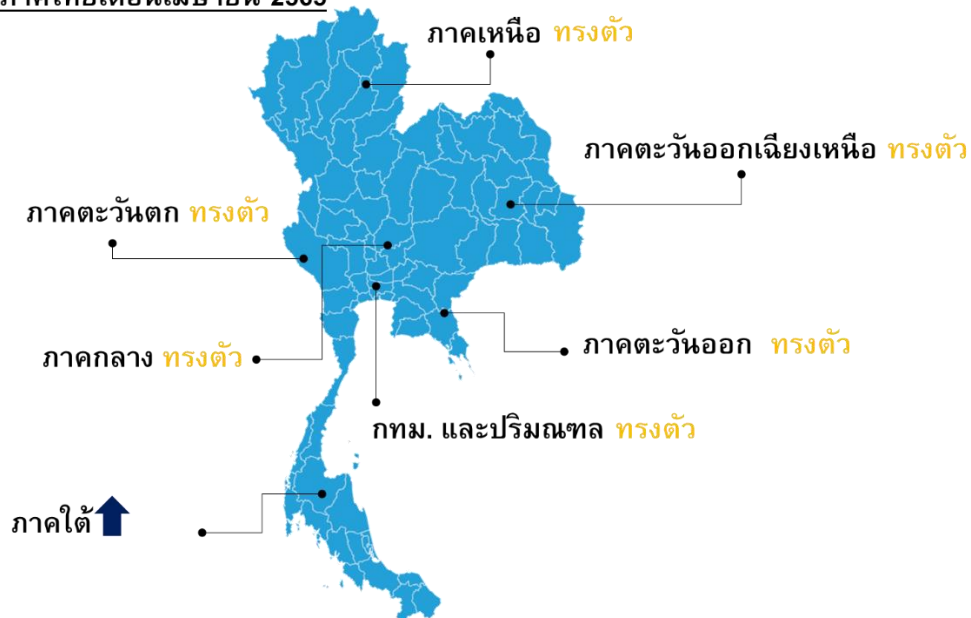 ภาคเหนือ ทรงตัว
ภาคตะวันออกเฉียงเหนือ ทรงตัว
ภาคตะวันตก ทรงตัว
ภาคกลาง ทรงตัว
ภาคตะวันออก ทรงตัว
กทม. และปริมณฑล ทรงตัว
ภาคใต้